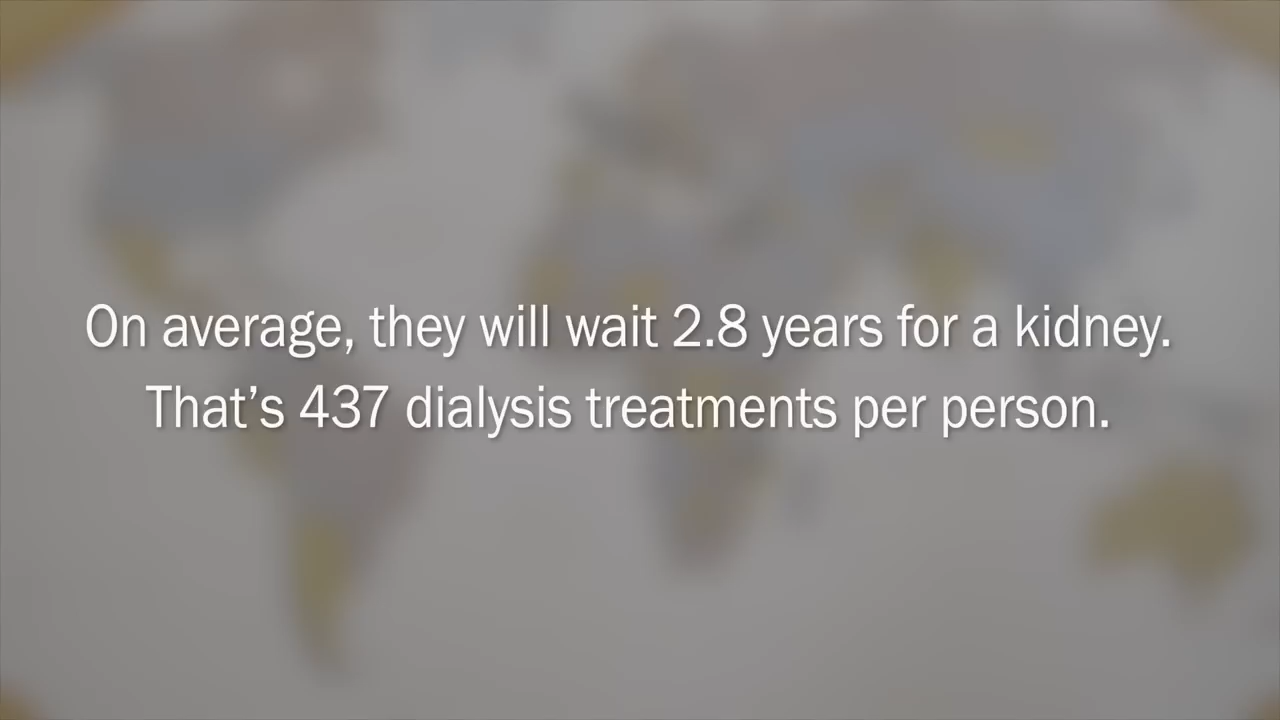 On average, they will wait 2.8 years for a kidney.
That’s 437 dialysis treatments per person.